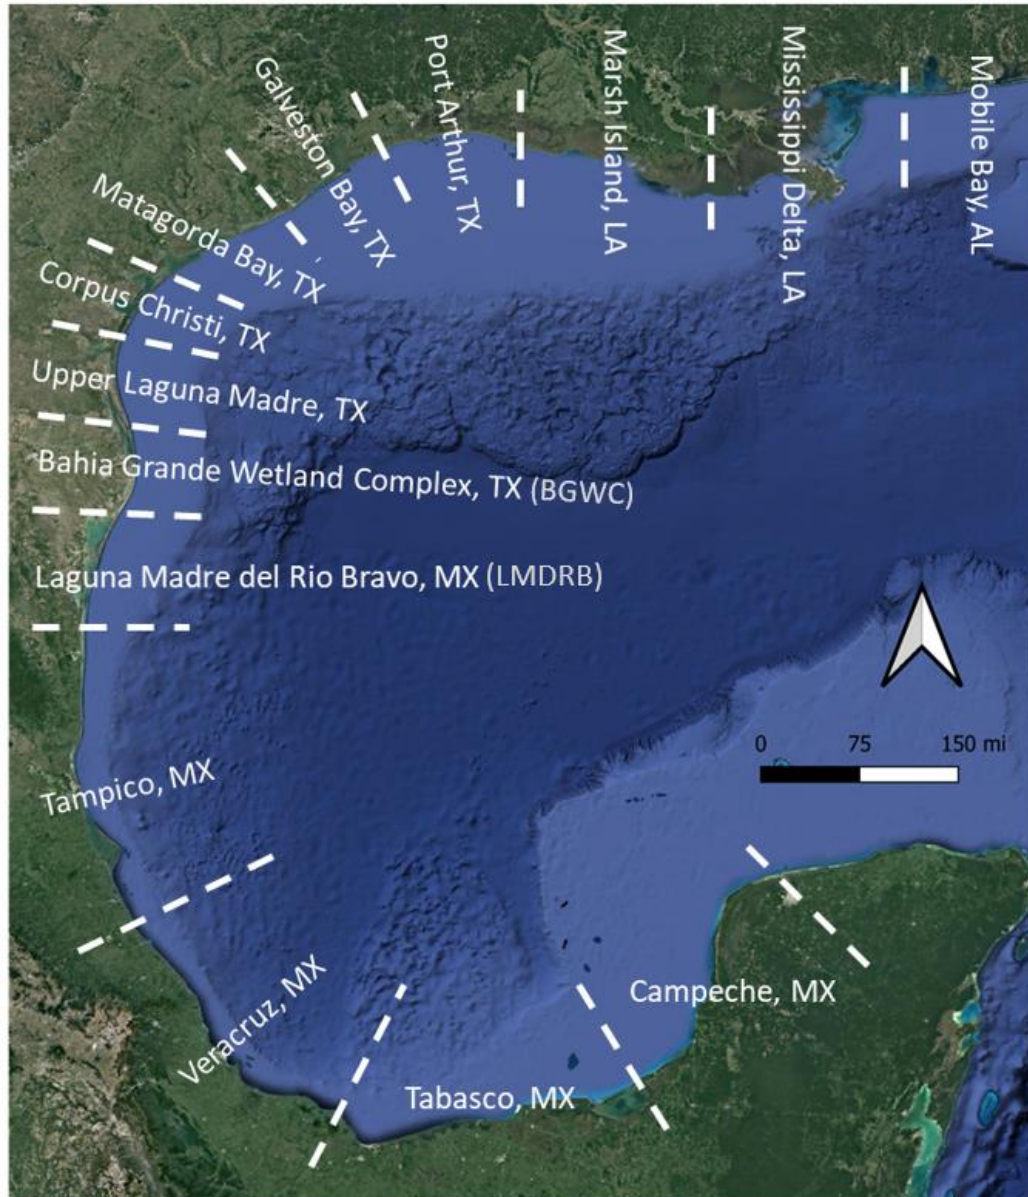 Galveston Bay, TX
Port Arthur, TX
Marsh Island, LA
Mississippi Delta, LA
Mobile Bay, AL
Matagorda Bay, TX
Corpus Christi, TX
Upper Laguna Madre, TX
Bahia Grande Wetland Complex, TX (BGWC)
Laguna Madre del Rio Bravo, MX (LMDRB)
0 75 150 mi
Tampico, MX
Veracruz, MX
Campeche, MX
Tabasco, MX